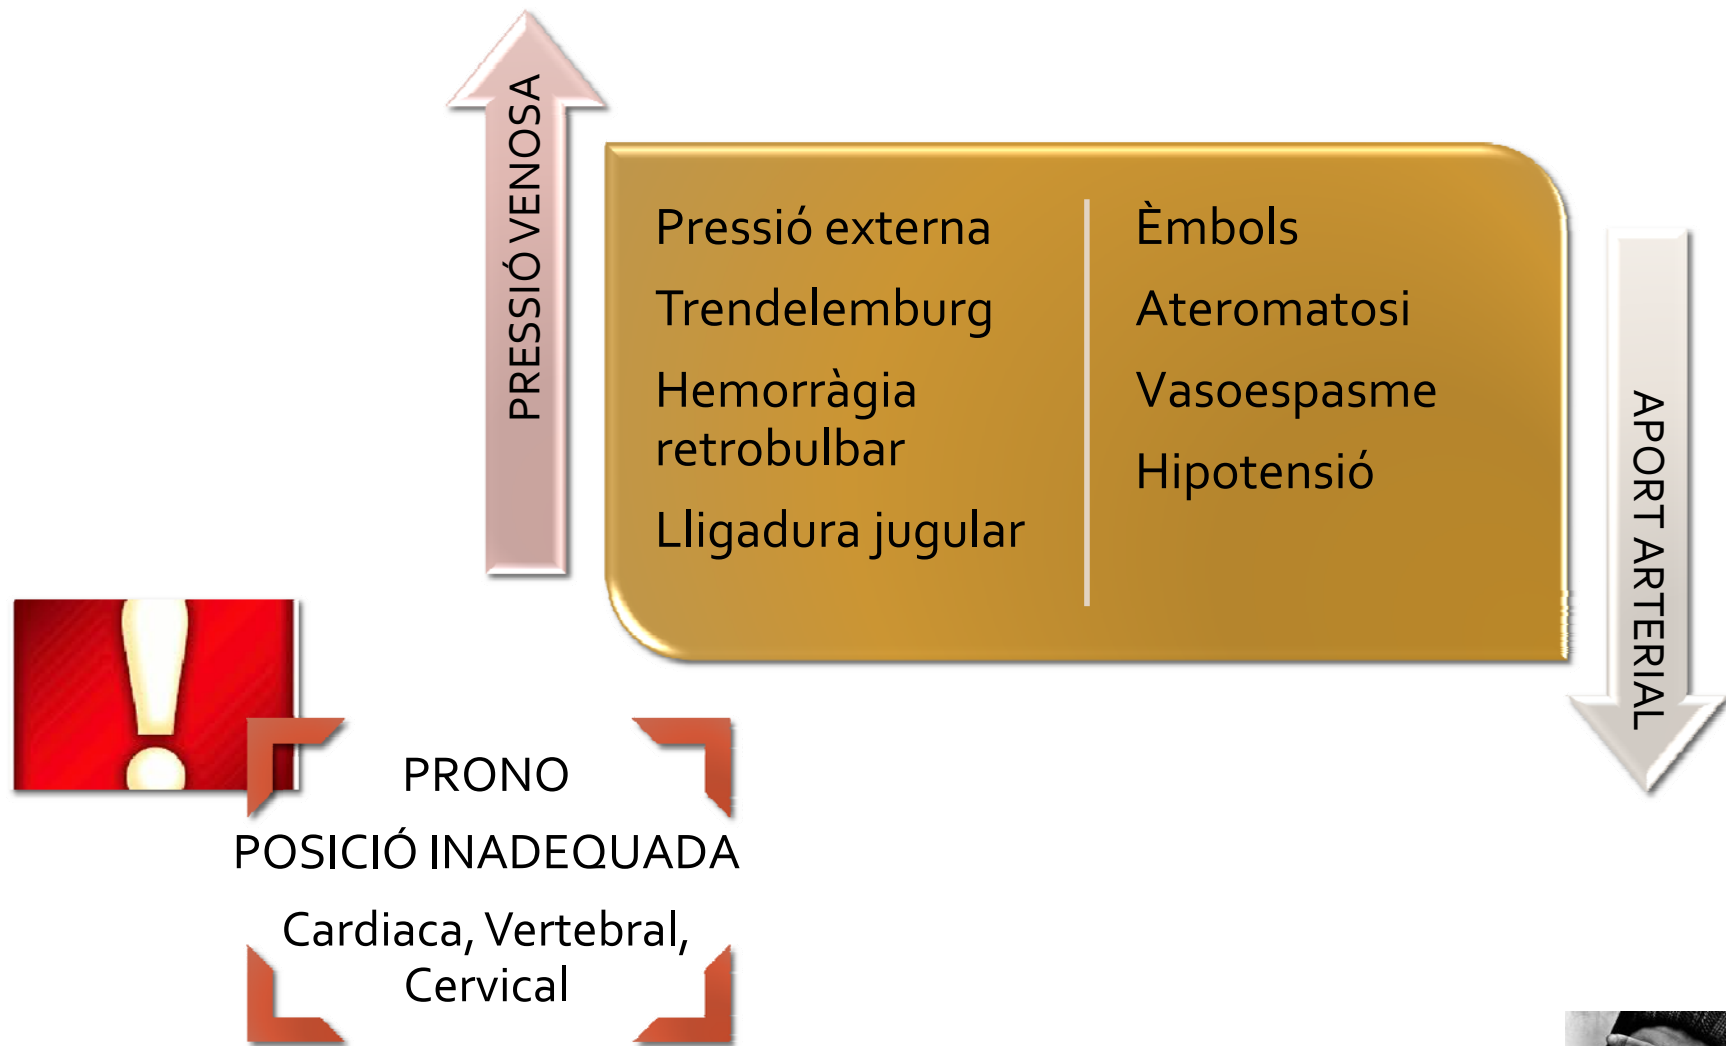 PRESSIÓ VENOSA
Pressió externa
Trendelemburg
Hemorràgia
retrobulbar
Lligadura jugular
Èmbols
Ateromatosi
Vasoespasme
Hipotensió
APORT ARTERIAL
PRONO
POSICIÓ INADEQUADA
Cardiaca, Vertebral,
Cervical